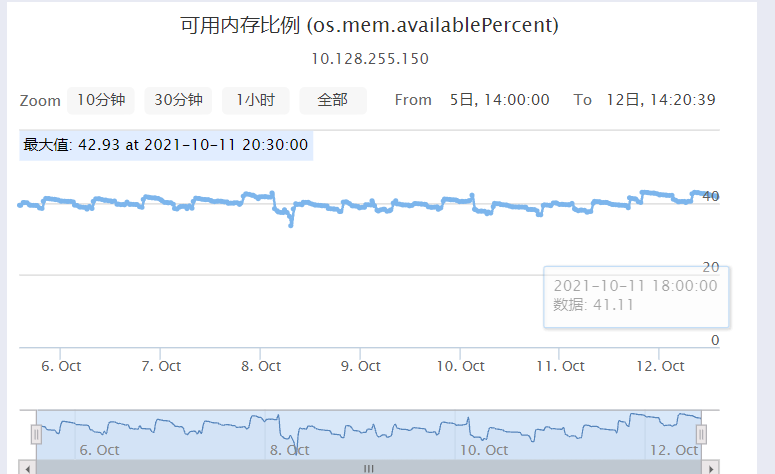 可用内存比例 (os.mem.availablePercent)
10.128.255.150
Zoom 10分钟 30分钟 1小时 全部 From 5日, 14:00:00 To 12日, 14:20:39
最大值: 42.93 at 2021-10-11 20:30:00
40
20
2021-10-11 18:00:00
数据: 41.11
0
6. Oct 7. Oct 8. Oct 9. Oct 10. Oct 11. Oct 12. Oct
6. Oct 8. Oct 10. Oct 12. Oct